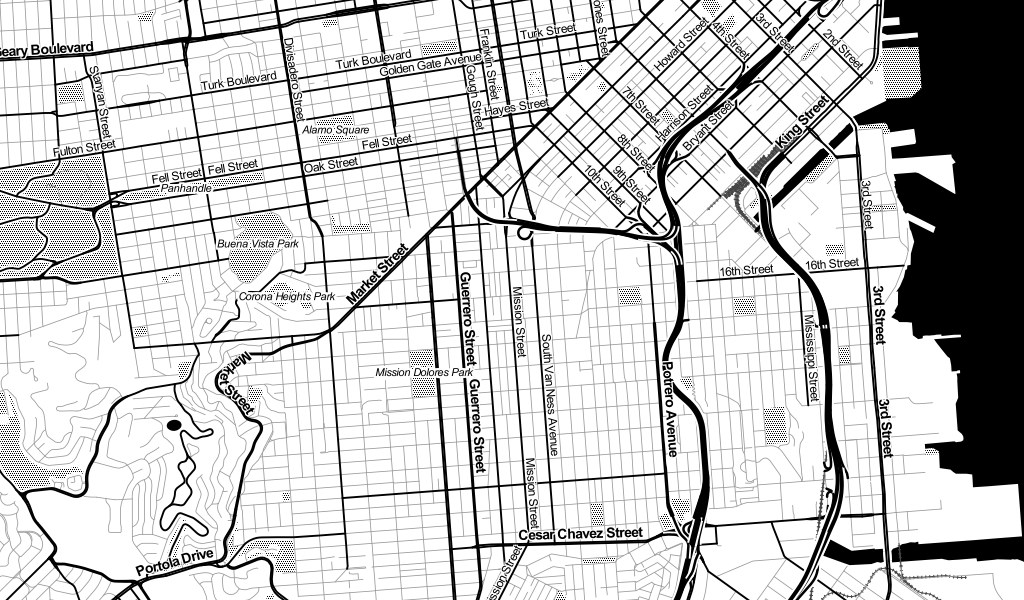 Geary Boulevard
Stanyan Street
Divisadero Street
Turk Boulevard
Turk Boulevard
Golden Gate Avenue
Gough Street
Franklin Street
Turk Street
Hayes Street
Howard Street
4th Street
3rd Street
2nd Street
7th Street
8th Street
9th Street
10th Street
Harrison Street
Bryant Street
King Street
Alamo Square
Fulton Street
Fell Street
Fell Street
Fell Street
Oak Street
Panhandle
Buena Vista Park
Corona Heights Park
Market Street
Market Street
Guerrero Street
Guerrero Street
Mission Street
Mission Street
South Van Ness Avenue
Mission Dolores Park
Potrero Avenue
16th Street
16th Street
Mississippi Street
3rd Street
3rd Street
3rd Street
Cesar Chavez Street
Portola Drive